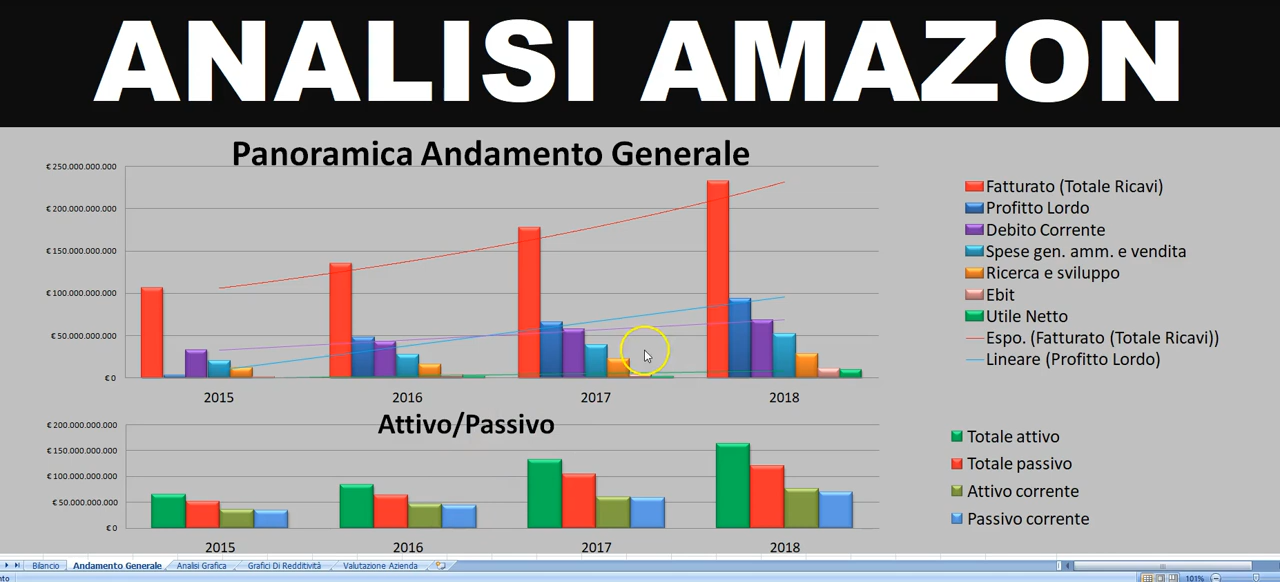 ANALISI AMAZON
Panoramica Andamento Generale
€ 250.000.000.000
€ 200.000.000.000
€ 150.000.000.000
€ 100.000.000.000
€ 50.000.000.000
€ 0
2015 2016 2017 2018
Fatturato (Totale Ricavi)
Profitto Lordo
Debito Corrente
Spese gen. amm. e vendita
Ricerca e sviluppo
Ebit
Utile Netto
Espo. (Fatturato (Totale Ricavi))
Lineare (Profitto Lordo)
Attivo/Passivo
€ 200.000.000.000
€ 150.000.000.000
€ 100.000.000.000
€ 50.000.000.000
€ 0
2015 2016 2017 2018
Totale attivo
Totale passivo
Attivo corrente
Passivo corrente
Bilancio Andamento Generale Analisi Grafica Grafici Di Redditività Valutazione Azienda
101%